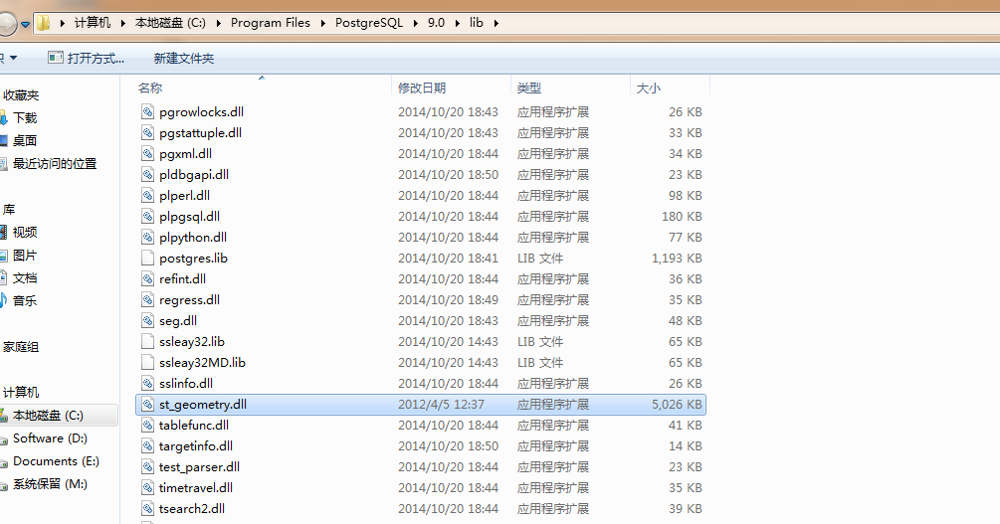 计算机 本地磁盘 (C:) Program Files PostgreSQL 9.0 lib
打开方式... 新建文件夹
名称 修改日期 类型 大小
收藏夹
下载
桌面
最近访问的位置
库
视频
图片
文档
音乐
家庭组
计算机
本地磁盘 (C:)
Software (D:)
Documents (E:)
系统保留 (M:)
pgrowlocks.dll 2014/10/20 18:43 应用程序扩展 26 KB
pgstattuple.dll 2014/10/20 18:43 应用程序扩展 33 KB
pgxml.dll 2014/10/20 18:44 应用程序扩展 34 KB
pldbgapi.dll 2014/10/20 18:50 应用程序扩展 23 KB
plperl.dll 2014/10/20 18:44 应用程序扩展 98 KB
plpgsql.dll 2014/10/20 18:44 应用程序扩展 180 KB
plpython.dll 2014/10/20 18:44 应用程序扩展 77 KB
postgres.lib 2014/10/20 18:41 LIB 文件 1,193 KB
refint.dll 2014/10/20 18:44 应用程序扩展 36 KB
regress.dll 2014/10/20 18:49 应用程序扩展 35 KB
seg.dll 2014/10/20 18:43 应用程序扩展 48 KB
ssleay32.lib 2014/10/20 14:43 LIB 文件 65 KB
ssleay32MD.lib 2014/10/20 14:43 LIB 文件 65 KB
sslinfo.dll 2014/10/20 18:44 应用程序扩展 26 KB
st_geometry.dll 2012/4/5 12:37 应用程序扩展 5,026 KB
tablefunc.dll 2014/10/20 18:44 应用程序扩展 41 KB
targetinfo.dll 2014/10/20 18:50 应用程序扩展 14 KB
test_parser.dll 2014/10/20 18:44 应用程序扩展 23 KB
timetravel.dll 2014/10/20 18:44 应用程序扩展 35 KB
tsearch2.dll 2014/10/20 18:44 应用程序扩展 39 KB